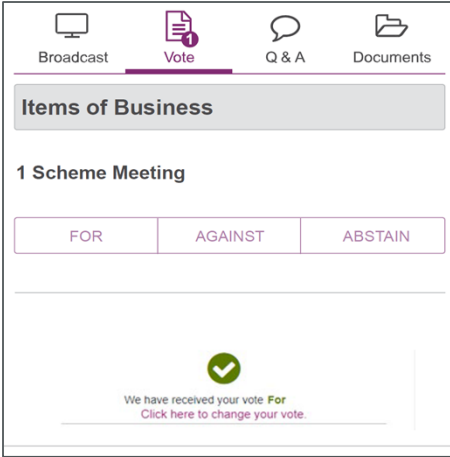 1
Broadcast Vote Q & A Documents
Items of Business
1 Scheme Meeting
FOR AGAINST ABSTAIN
We have received your vote For
Click here to change your vote.